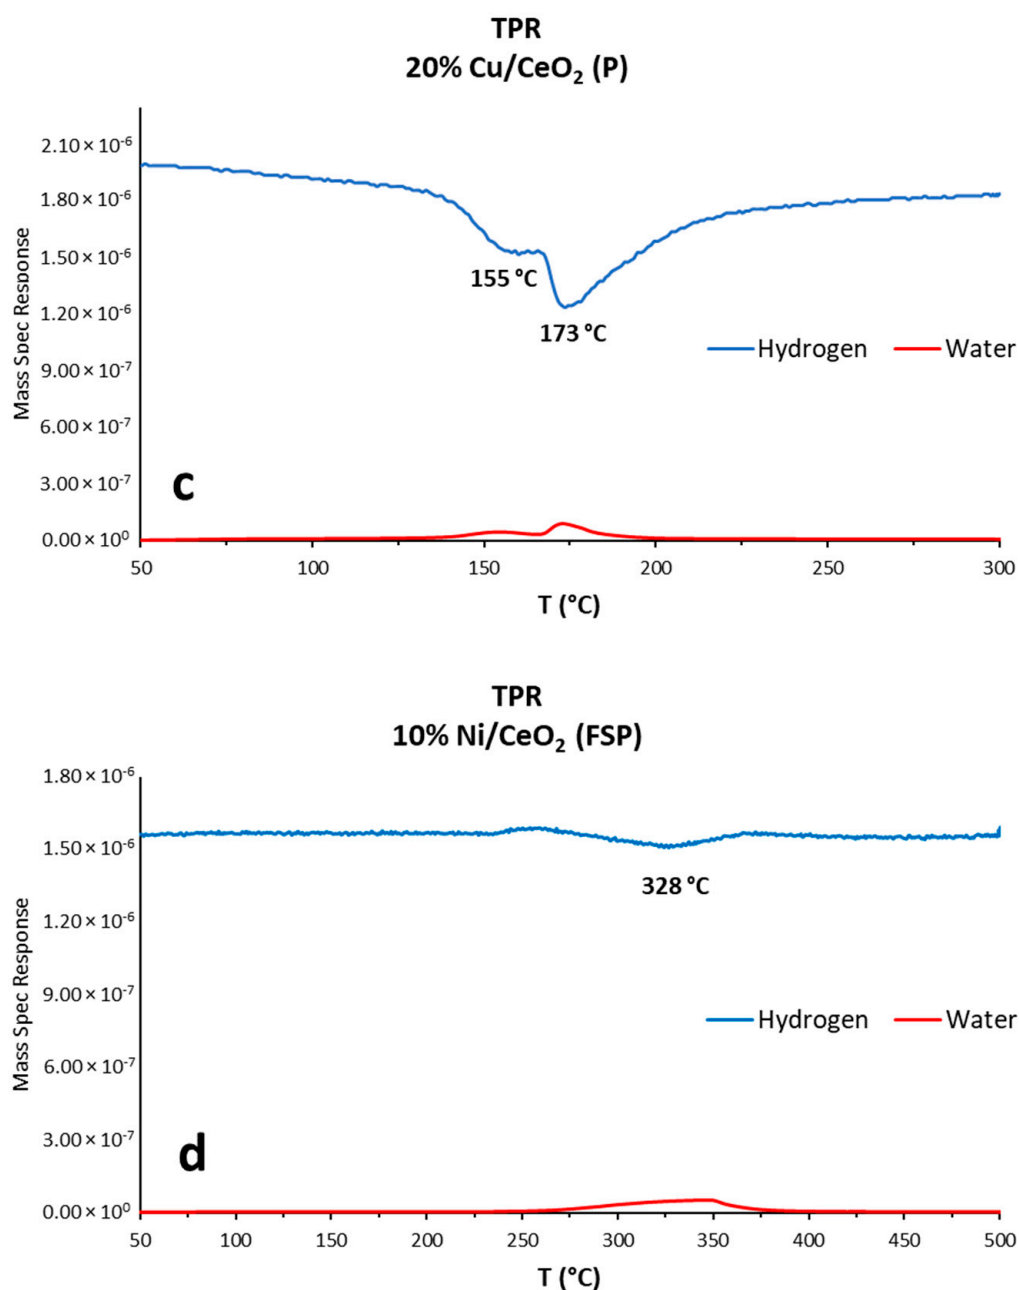 TPR
20% Cu/CeO₂ (P)
2.10 × 10⁻⁶
1.80 × 10⁻⁶
1.50 × 10⁻⁶
1.20 × 10⁻⁶
9.00 × 10⁻⁷
6.00 × 10⁻⁷
3.00 × 10⁻⁷
0.00 × 10⁰
Mass Spec Response
155 °C
173 °C
Hydrogen Water
c
50 100 150 200 250 300
T (°C)
TPR
10% Ni/CeO₂ (FSP)
1.80 × 10⁻⁶
1.50 × 10⁻⁶
1.20 × 10⁻⁶
9.00 × 10⁻⁷
6.00 × 10⁻⁷
3.00 × 10⁻⁷
0.00 × 10⁰
Mass Spec Response
328 °C
Hydrogen Water
d
50 100 150 200 250 300 350 400 450 500
T (°C)